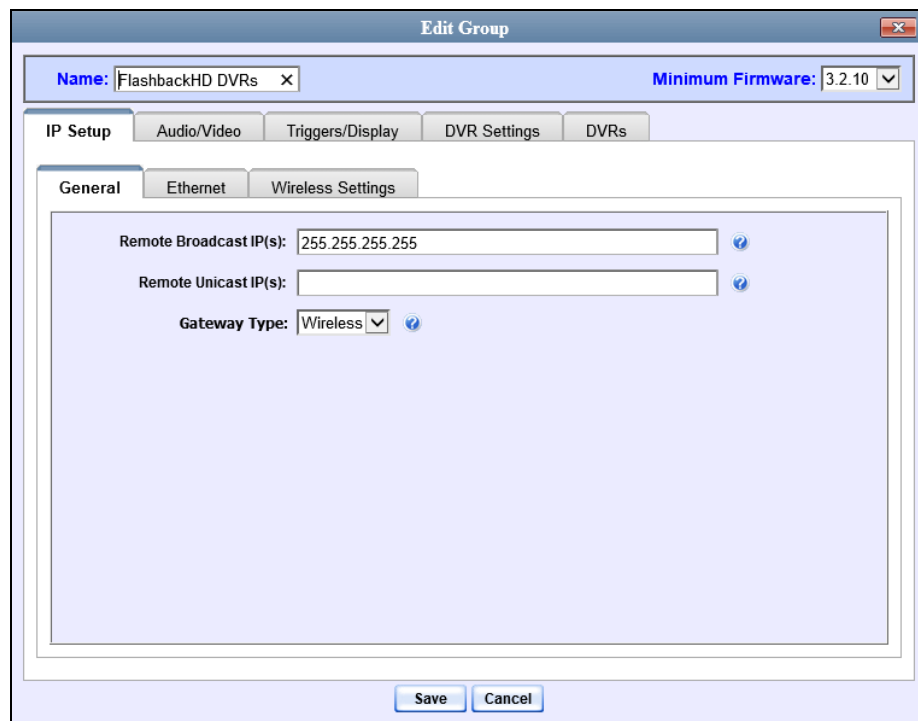 Edit Group
Name: FlashbackHD DVRs
Minimum Firmware: 3.2.10
IP Setup Audio/Video Triggers/Display DVR Settings DVRs
General Ethernet Wireless Settings
Remote Broadcast IP(s): 255.255.255.255 ?
Remote Unicast IP(s): ?
Gateway Type: Wireless ?
Save Cancel